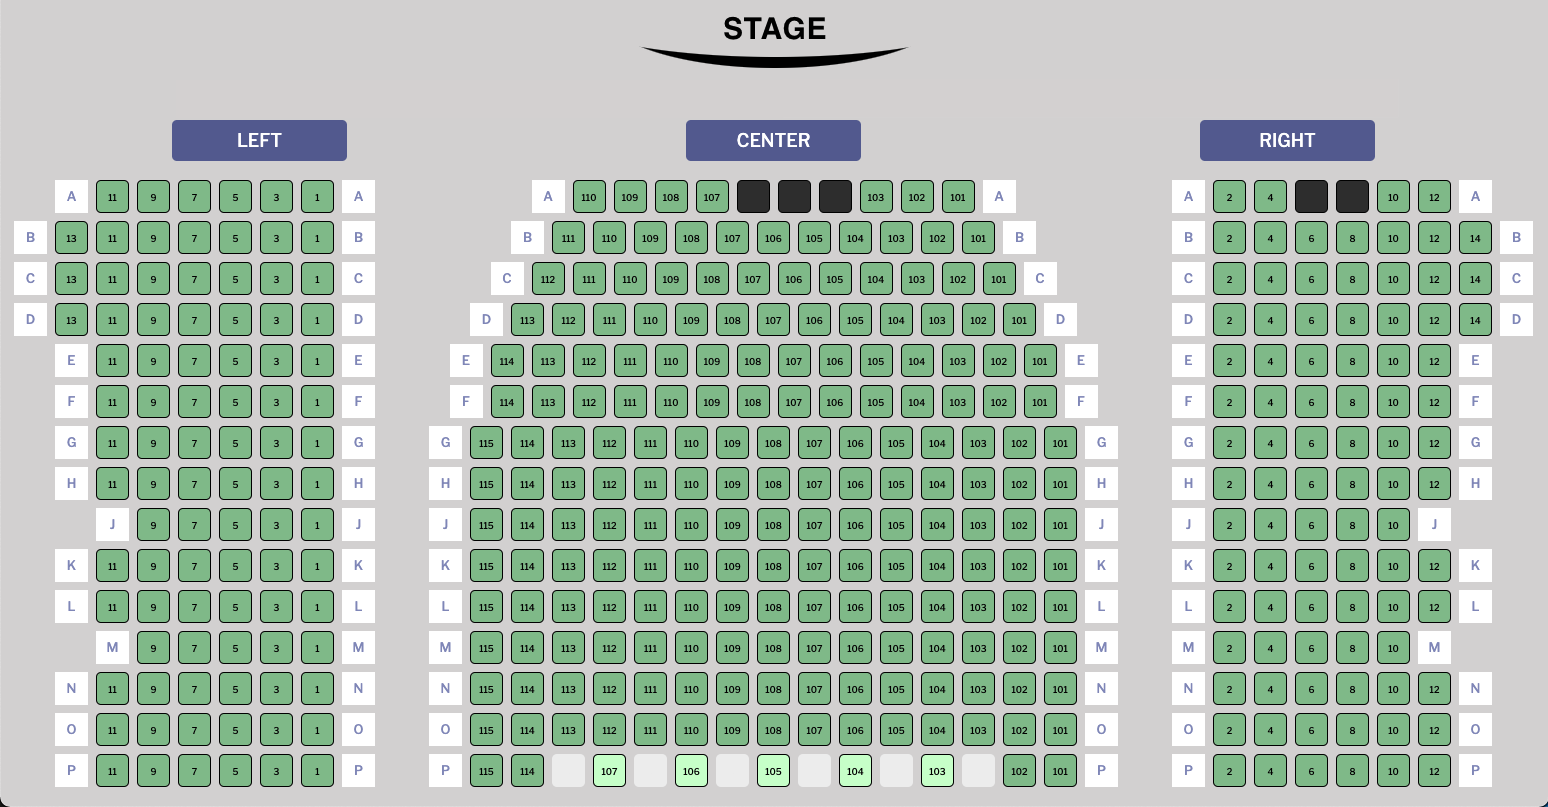 STAGE
LEFT CENTER RIGHT
A 11 9 7 5 3 1 A A 110 109 108 107 103 102 101 A A 2 4 10 12 A
B 13 11 9 7 5 3 1 B B 111 110 109 108 107 106 105 104 103 102 101 B B 2 4 6 8 10 12 14 B
C 13 11 9 7 5 3 1 C C 112 111 110 109 108 107 106 105 104 103 102 101 C C 2 4 6 8 10 12 14 C
D 13 11 9 7 5 3 1 D D 113 112 111 110 109 108 107 106 105 104 103 102 101 D D 2 4 6 8 10 12 14 D
E 11 9 7 5 3 1 E E 114 113 112 111 110 109 108 107 106 105 104 103 102 101 E E 2 4 6 8 10 12 E
F 11 9 7 5 3 1 F F 114 113 112 111 110 109 108 107 106 105 104 103 102 101 F F 2 4 6 8 10 12 F
G 11 9 7 5 3 1 G G 115 114 113 112 111 110 109 108 107 106 105 104 103 102 101 G G 2 4 6 8 10 12 G
H 11 9 7 5 3 1 H H 115 114 113 112 111 110 109 108 107 106 105 104 103 102 101 H H 2 4 6 8 10 12 H
J 9 7 5 3 1 J J 115 114 113 112 111 110 109 108 107 106 105 104 103 102 101 J J 2 4 6 8 10 J
K 11 9 7 5 3 1 K K 115 114 113 112 111 110 109 108 107 106 105 104 103 102 101 K K 2 4 6 8 10 12 K
L 11 9 7 5 3 1 L L 115 114 113 112 111 110 109 108 107 106 105 104 103 102 101 L L 2 4 6 8 10 12 L
M 9 7 5 3 1 M M 115 114 113 112 111 110 109 108 107 106 105 104 103 102 101 M M 2 4 6 8 10 M
N 11 9 7 5 3 1 N N 115 114 113 112 111 110 109 108 107 106 105 104 103 102 101 N N 2 4 6 8 10 12 N
O 11 9 7 5 3 1 O O 115 114 113 112 111 110 109 108 107 106 105 104 103 102 101 O O 2 4 6 8 10 12 O
P 11 9 7 5 3 1 P P 115 114 107 106 105 104 103 102 101 P P 2 4 6 8 10 12 P